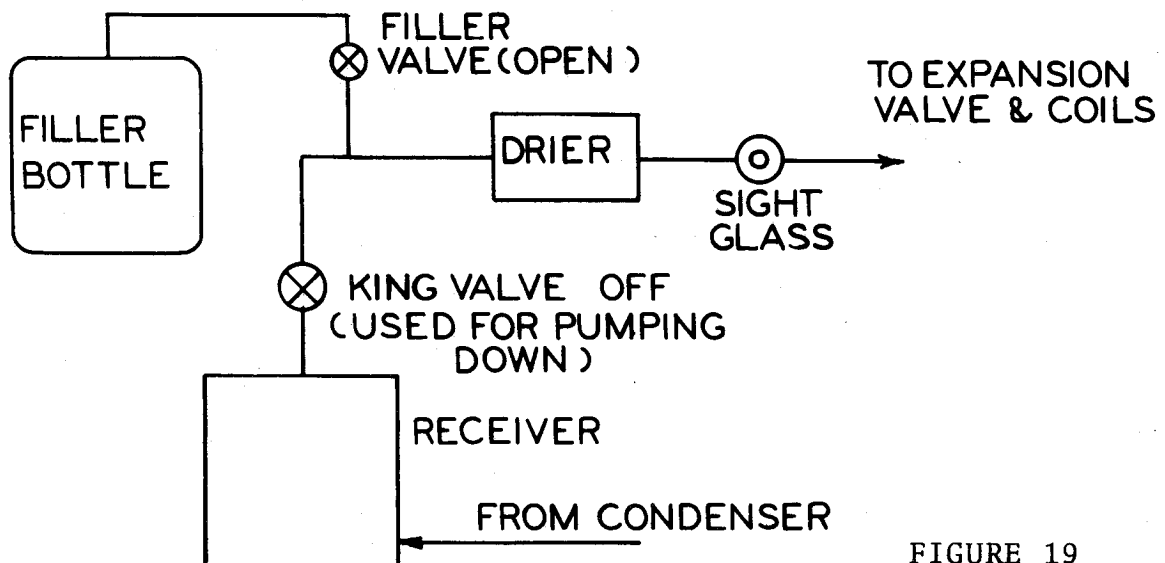 FILLER
VALVE(OPEN)
TO EXPANSION
VALVE & COILS
FILLER
BOTTLE
DRIER
SIGHT
GLASS
KING VALVE OFF
(USED FOR PUMPING
DOWN)
RECEIVER
FROM CONDENSER
FIGURE 19